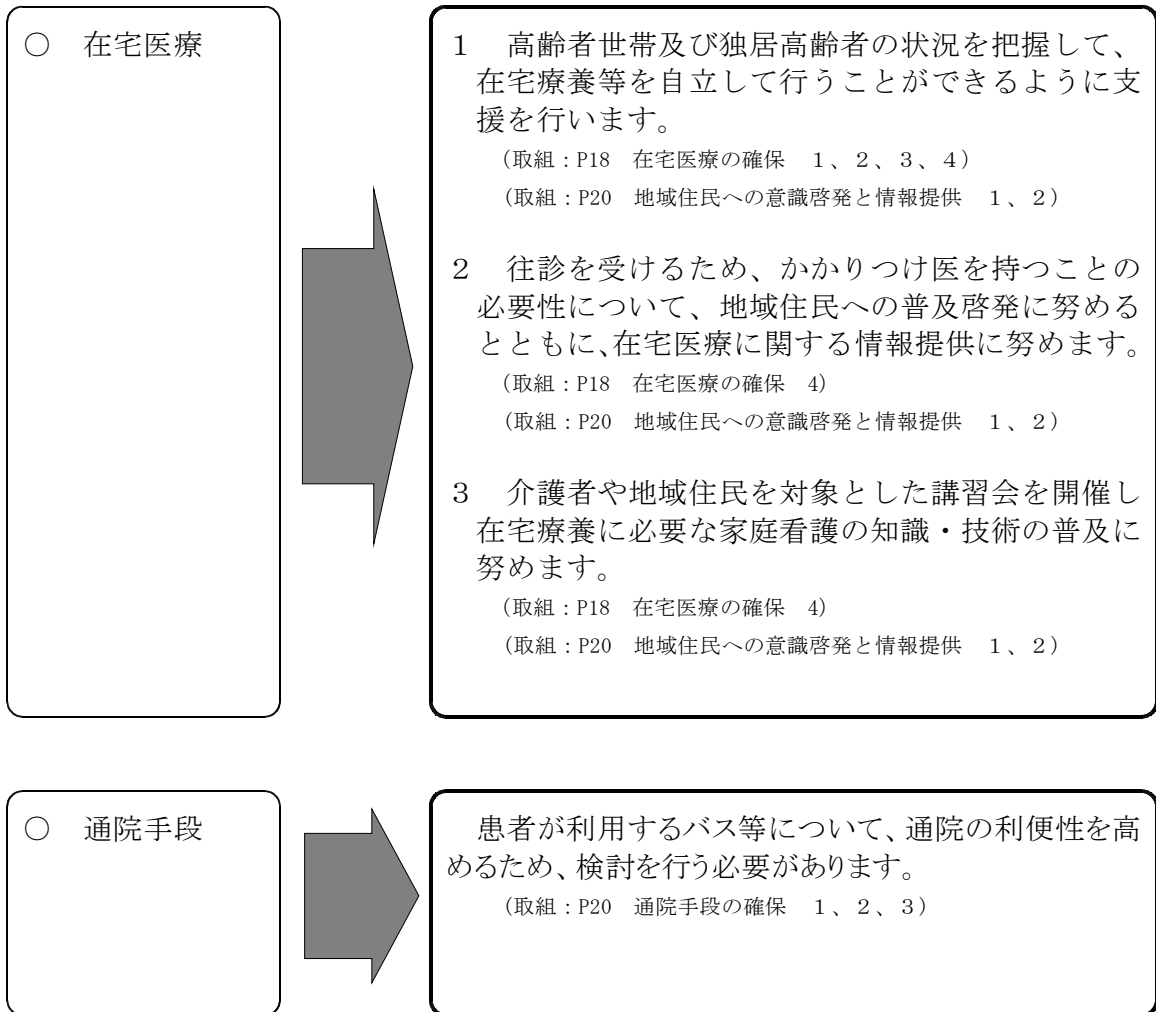 ○　在宅医療
１　高齢者世帯及び独居高齢者の状況を把握して、
在宅療養等を自立して行うことができるように支
援を行います。
（取組：P18　在宅医療の確保　１、２、３、４）
（取組：P20　地域住民への意識啓発と情報提供　１、２）
２　往診を受けるため、かかりつけ医を持つことの
必要性について、地域住民への普及啓発に努める
とともに、在宅医療に関する情報提供に努めます。
（取組：P18　在宅医療の確保　4）
（取組：P20　地域住民への意識啓発と情報提供　１、２）
３　介護者や地域住民を対象とした講習会を開催し
在宅療養に必要な家庭看護の知識・技術の普及に
努めます。
（取組：P18　在宅医療の確保　4）
（取組：P20　地域住民への意識啓発と情報提供　１、２）
○　通院手段
患者が利用するバス等について、通院の利便性を高
めるため、検討を行う必要があります。
（取組：P20　通院手段の確保　１、２、３）